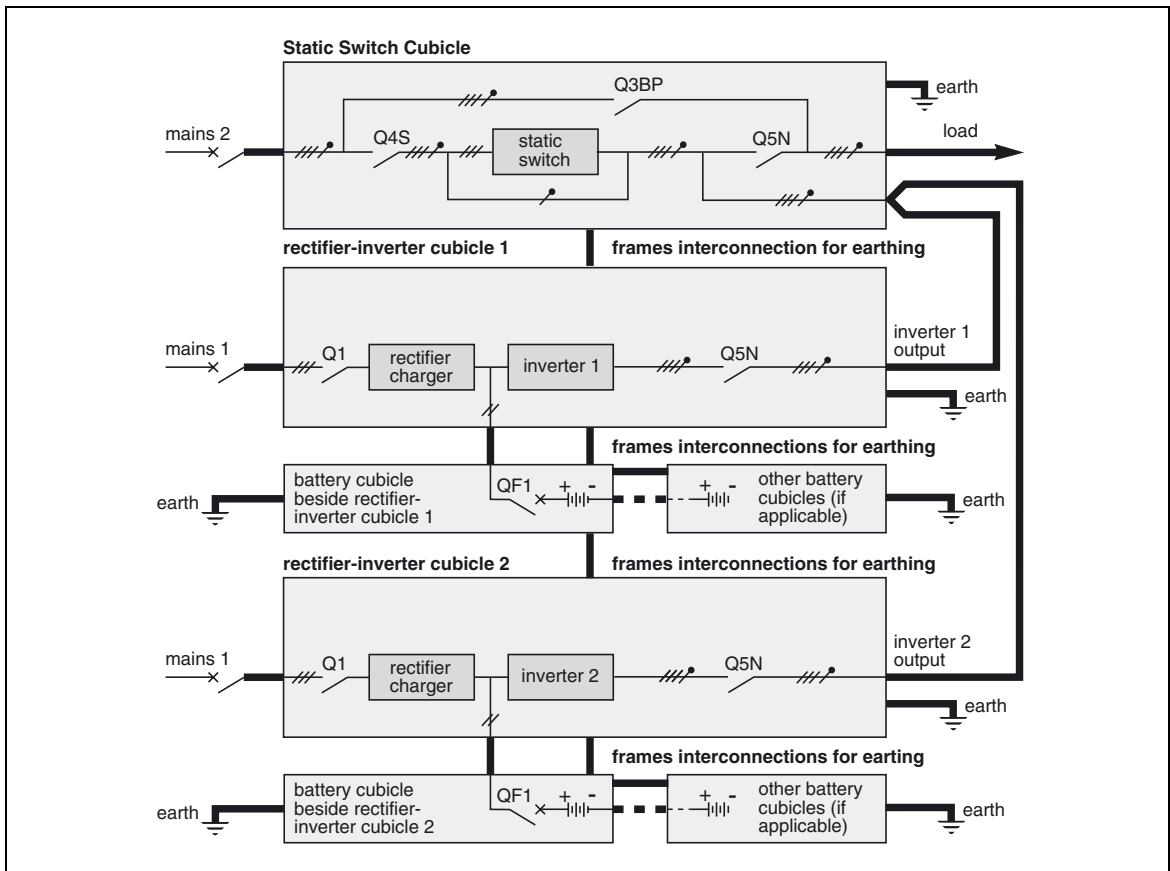 Static Switch Cubicle
Q3BP
earth
mains 2
Q4S
static
switch
Q5N
load
rectifier-inverter cubicle 1
frames interconnection for earthing
mains 1
Q1
rectifier
charger
inverter 1
Q5N
inverter 1
output
earth
frames interconnections for earthing
battery cubicle
beside rectifier-
inverter cubicle 1
earth
QF1
+ -
+ -
other battery
cubicles (if
applicable)
earth
rectifier-inverter cubicle 2
frames interconnections for earthing
mains 1
Q1
rectifier
charger
inverter 2
Q5N
inverter 2
output
earth
frames interconnections for earting
battery cubicle
beside rectifier-
inverter cubicle 2
earth
QF1
+ -
+ -
other battery
cubicles (if
applicable)
earth